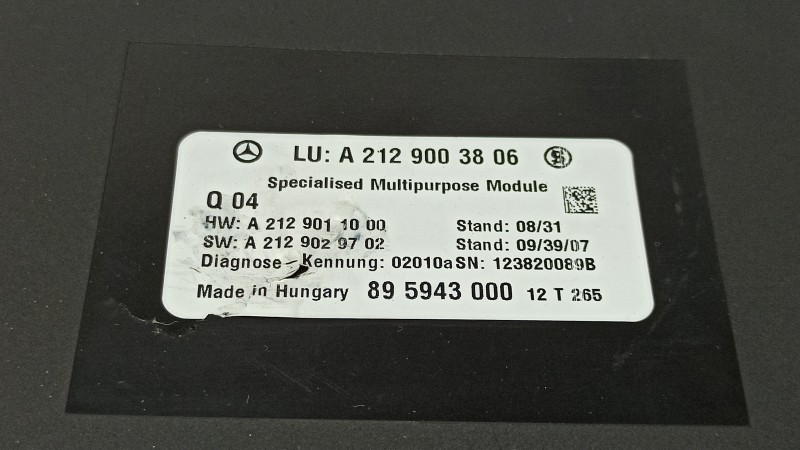 LU: A 212 900 38 06
Specialised Multipurpose Module
Q 04
HW: A 212 901 10 00 Stand: 08/31
SW: A 212 902 97 02 Stand: 09/39/07
Diagnose-Kennung: 02010a SN: 123820089B
Made in Hungary 89 5943 000 12 T 265